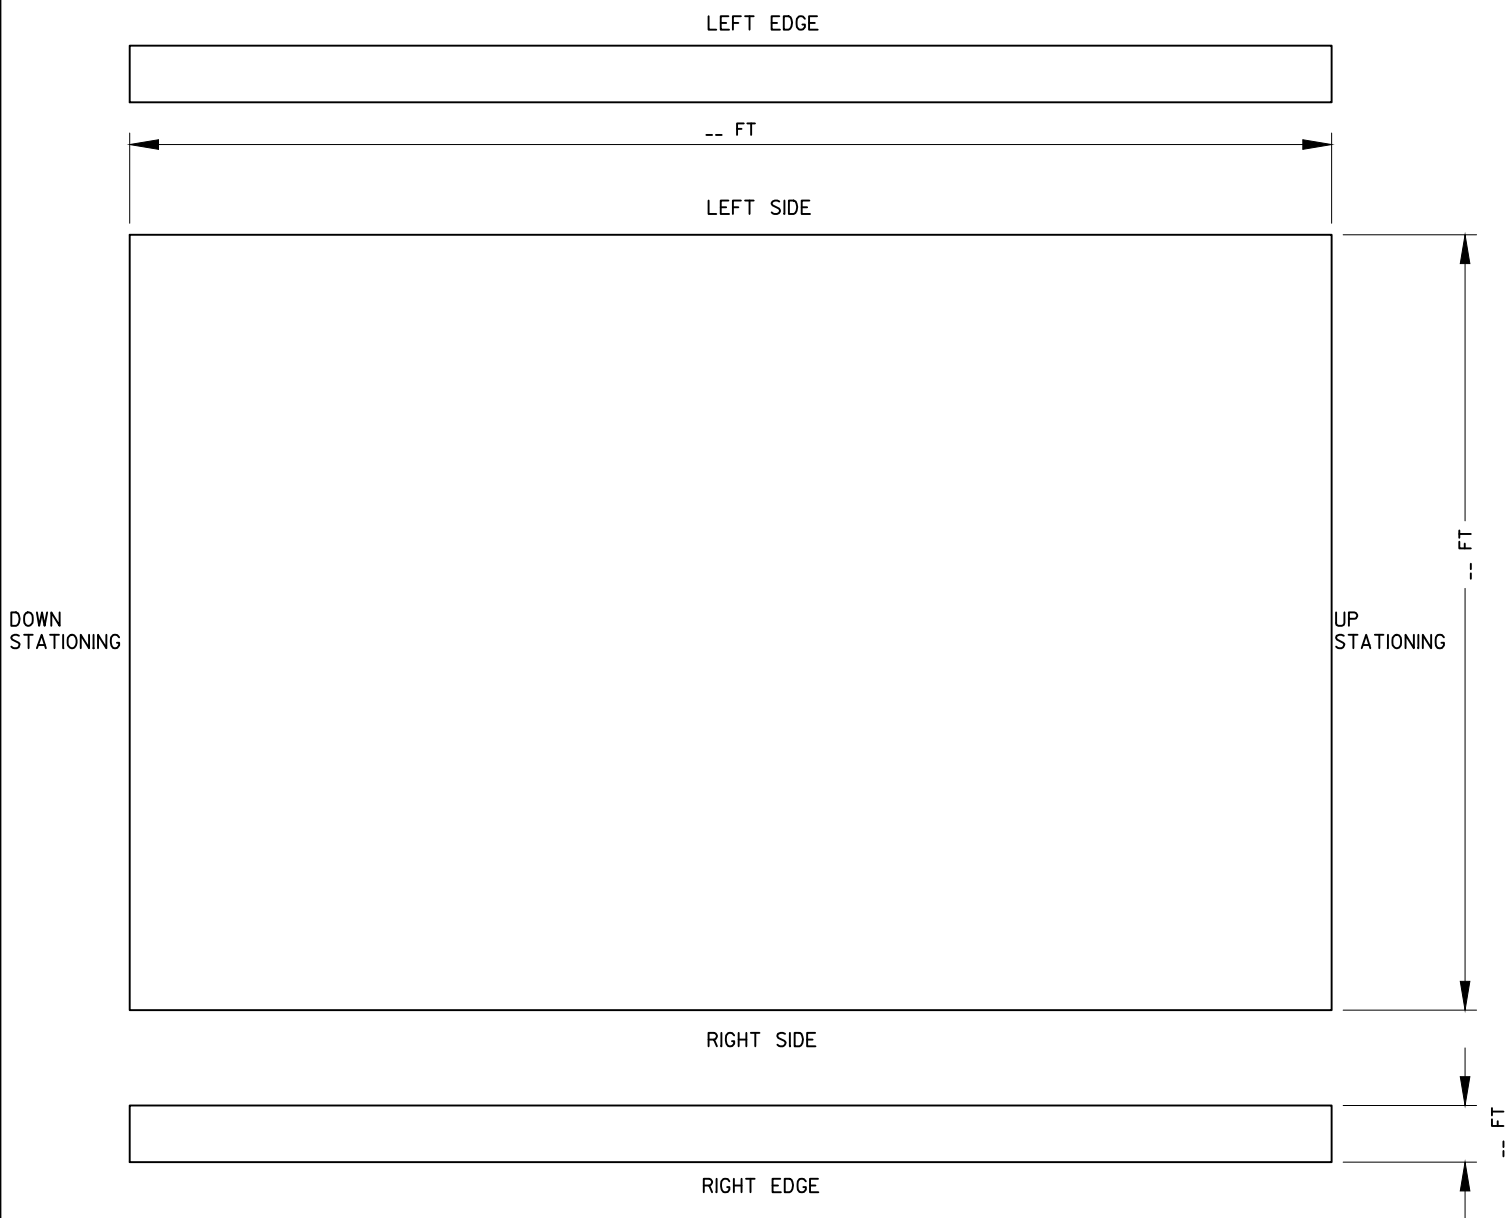 LEFT EDGE
-- FT
LEFT SIDE
-- FT
DOWN
STATIONING
UP
STATIONING
RIGHT SIDE
-- FT
RIGHT EDGE